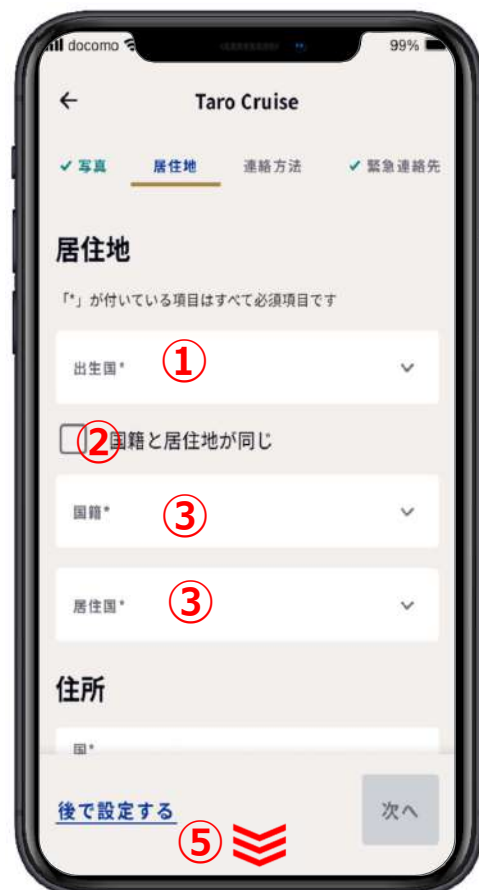 docomo 99%
← Taro Cruise
✓ 写真 居住地 連絡方法 ✓ 緊急連絡先
居住地
「*」が付いている項目はすべて必須項目です
出生国* ①
② 国籍と居住地が同じ
国籍* ③
居住国* ③
住所
国*
後で設定する 次へ
⑤